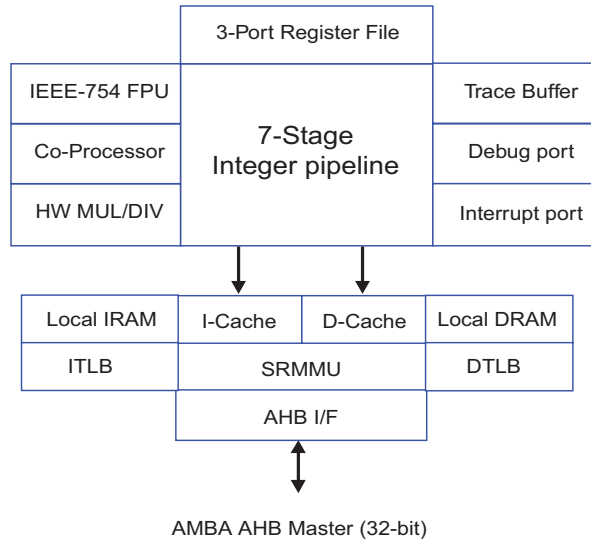 3-Port Register File
IEEE-754 FPU
7-Stage
Integer pipeline
Trace Buffer
Co-Processor
Debug port
HW MUL/DIV
Interrupt port
Local IRAM
I-Cache
D-Cache
Local DRAM
ITLB
SRMMU
DTLB
AHB I/F
AMBA AHB Master (32-bit)